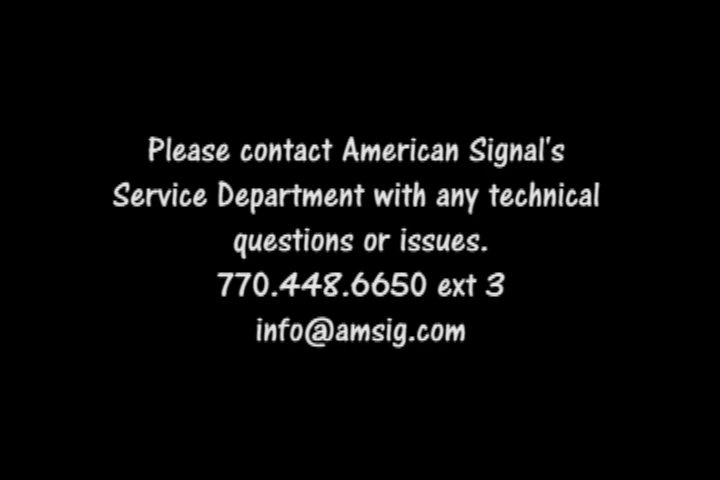 Please contact American Signal's
Service Department with any technical
questions or issues.
770.448.6650 ext 3
info@amsig.com